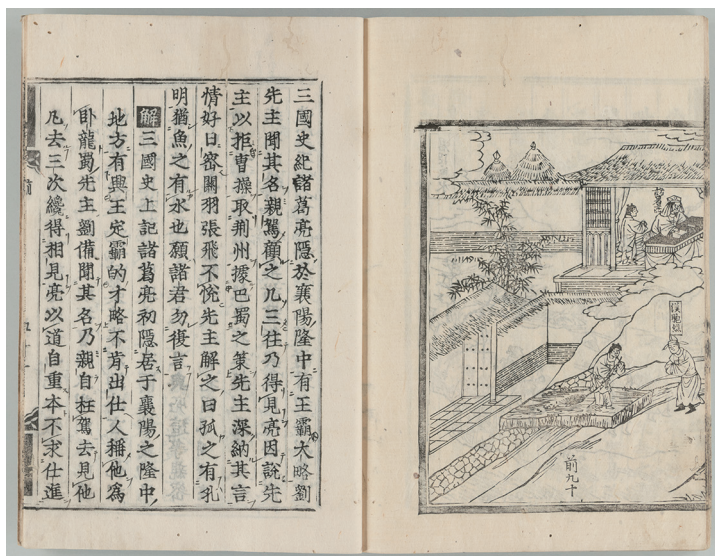 前九十
三國史紀諸葛亮隱於襄陽隆中有王霸大略劉
先主聞其名親駕顧之凢三往乃得見亮因說先
主以拒曹操取荆州據巴蜀之策先主深納其言
情好日密關羽張飛不悅先主解之曰孤之有孔
明猶魚之有水也願諸君勿復言
解三國史上記諸葛亮初隱居于襄陽之隆中
地方有興王定霸的才略不肯出仕人稱他爲
卧龍蜀先主劉備聞其名乃親自枉駕去見他
凢去三次纔得相見亮以道自重本不求仕進